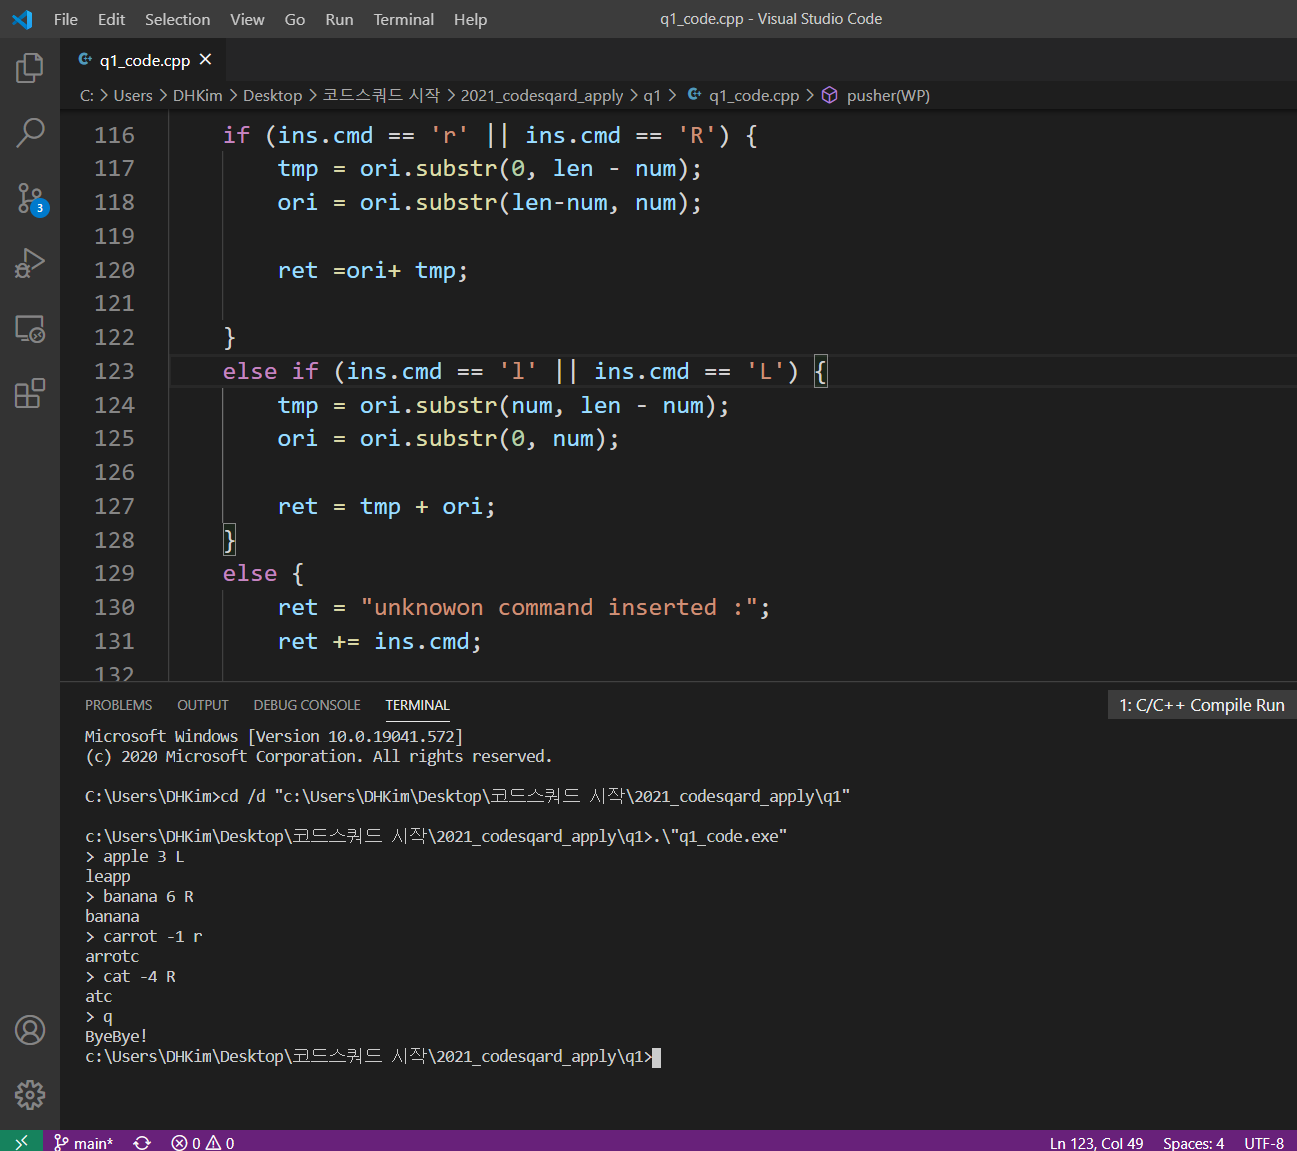 File Edit Selection View Go Run Terminal Help q1_code.cpp - Visual Studio Code
q1_code.cpp
C: > Users > DHKim > Desktop > 코드스쿼드 시작 > 2021_codesqard_apply > q1 > q1_code.cpp > pusher(WP)
116 if (ins.cmd == 'r' || ins.cmd == 'R') {
117 tmp = ori.substr(0, len - num);
118 ori = ori.substr(len-num, num);
119
120 ret =ori+ tmp;
121
122 }
123 else if (ins.cmd == 'l' || ins.cmd == 'L') {
124 tmp = ori.substr(num, len - num);
125 ori = ori.substr(0, num);
126
127 ret = tmp + ori;
128 }
129 else {
130 ret = "unknowon command inserted :";
131 ret += ins.cmd;
132
3
PROBLEMS OUTPUT DEBUG CONSOLE TERMINAL 1: C/C++ Compile Run
Microsoft Windows [Version 10.0.19041.572]
(c) 2020 Microsoft Corporation. All rights reserved.
C:\Users\DHKim>cd /d "c:\Users\DHKim\Desktop\코드스쿼드 시작\2021_codesqard_apply\q1"
c:\Users\DHKim\Desktop\코드스쿼드 시작\2021_codesqard_apply\q1>.\"q1_code.exe"
> apple 3 L
leapp
> banana 6 R
banana
> carrot -1 r
arrotc
> cat -4 R
atc
> q
ByeBye!
c:\Users\DHKim\Desktop\코드스쿼드 시작\2021_codesqard_apply\q1>
main* 0 0 Ln 123, Col 49 Spaces: 4 UTF-8